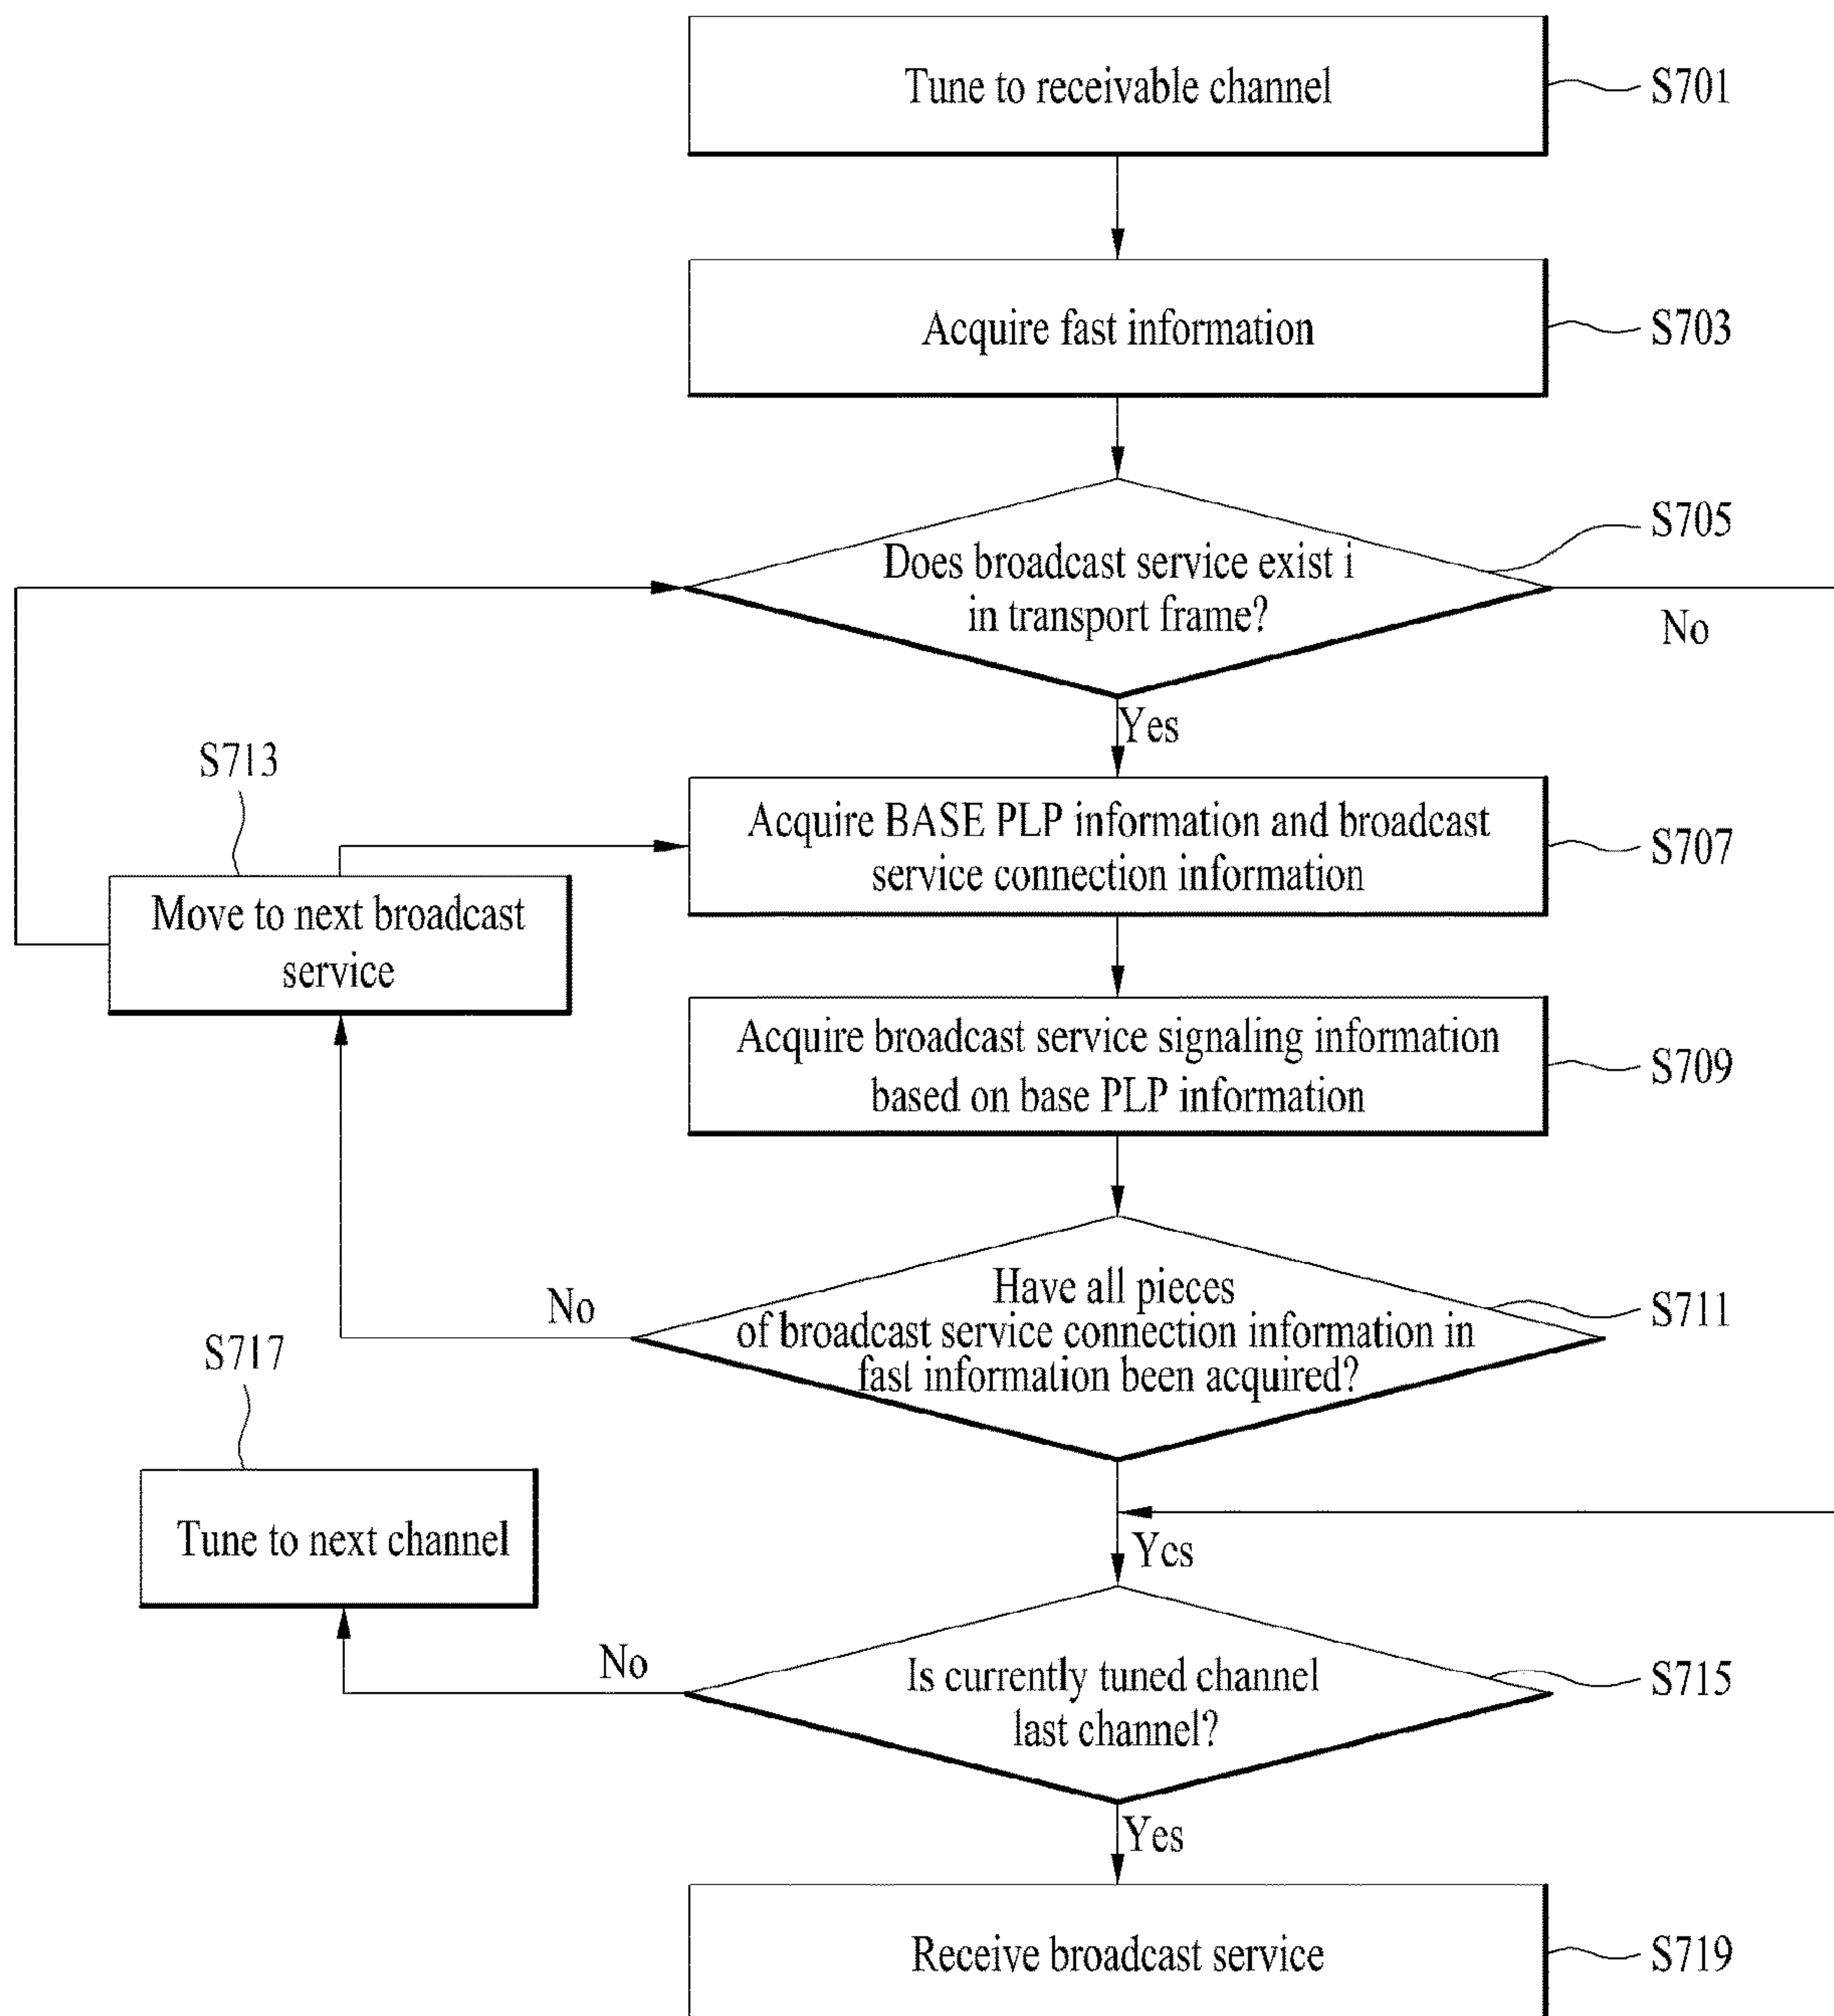 Tune to receivable channel
S701
Acquire fast information
S703
S705
Does broadcast service exist i
in transport frame?
No
Yes
S713
Acquire BASE PLP information and broadcast
service connection information
S707
Move to next broadcast
service
Acquire broadcast service signaling information
based on base PLP information
S709
Have all pieces
of broadcast service connection information in
fast information been acquired?
No
S711
S717
Tune to next channel
Yes
No
Is currently tuned channel
last channel?
S715
Yes
Receive broadcast service
S719